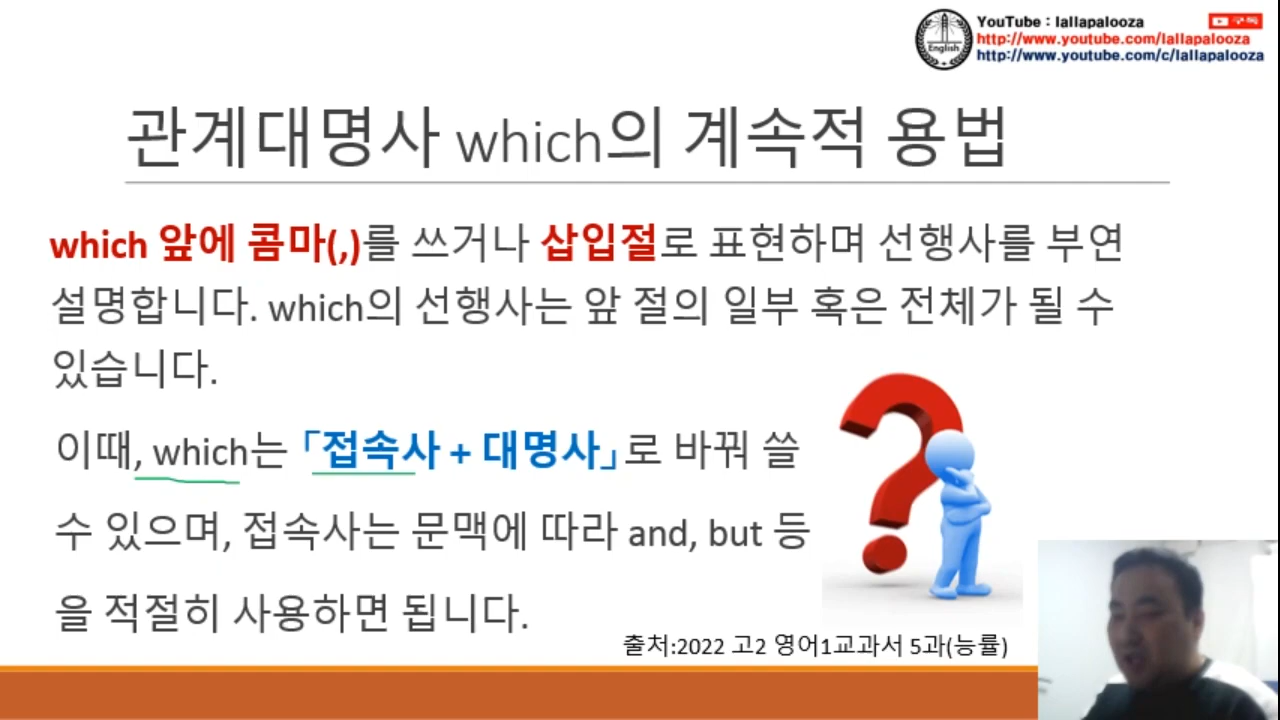 YouTube : lallapalooza
구독
http://www.youtube.com/lallapalooza
http://www.youtube.com/c/lallapalooza
English
관계대명사 which의 계속적 용법
which 앞에 콤마(,)를 쓰거나 삽입절로 표현하며 선행사를 부연
설명합니다. which의 선행사는 앞 절의 일부 혹은 전체가 될 수
있습니다.
이때, which는 「접속사 + 대명사」로 바꿔 쓸
수 있으며, 접속사는 문맥에 따라 and, but 등
을 적절히 사용하면 됩니다.
출처:2022 고2 영어1교과서 5과(능률)